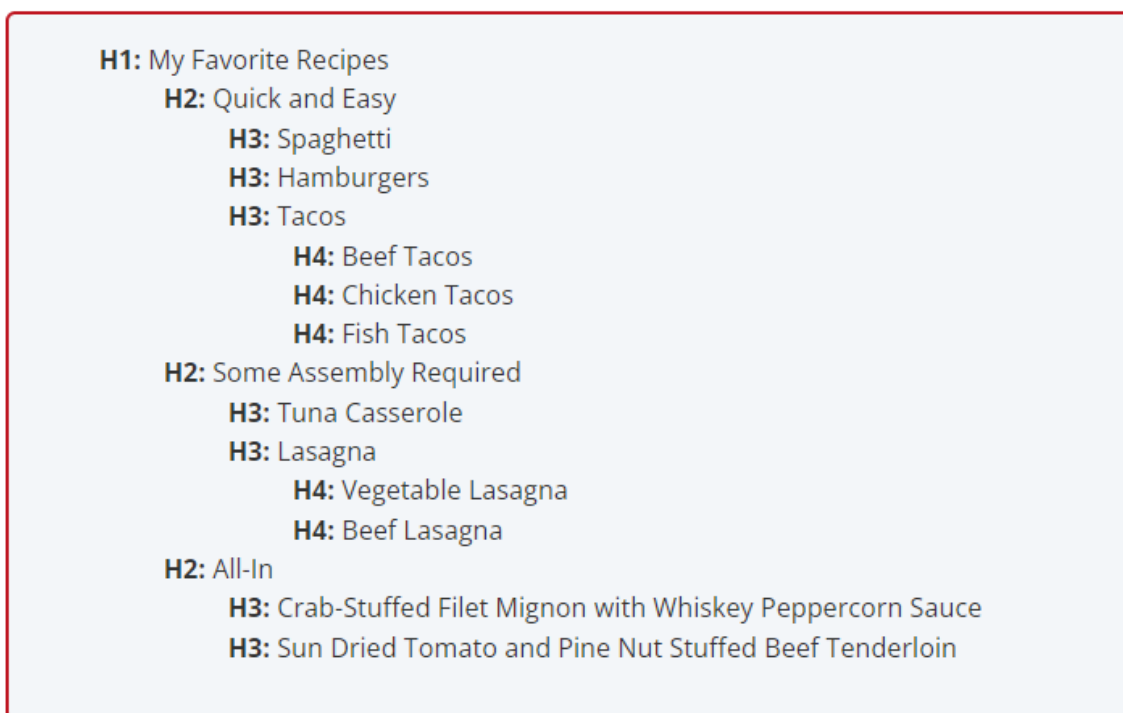 H1: My Favorite Recipes
H2: Quick and Easy
H3: Spaghetti
H3: Hamburgers
H3: Tacos
H4: Beef Tacos
H4: Chicken Tacos
H4: Fish Tacos
H2: Some Assembly Required
H3: Tuna Casserole
H3: Lasagna
H4: Vegetable Lasagna
H4: Beef Lasagna
H2: All-In
H3: Crab-Stuffed Filet Mignon with Whiskey Peppercorn Sauce
H3: Sun Dried Tomato and Pine Nut Stuffed Beef Tenderloin